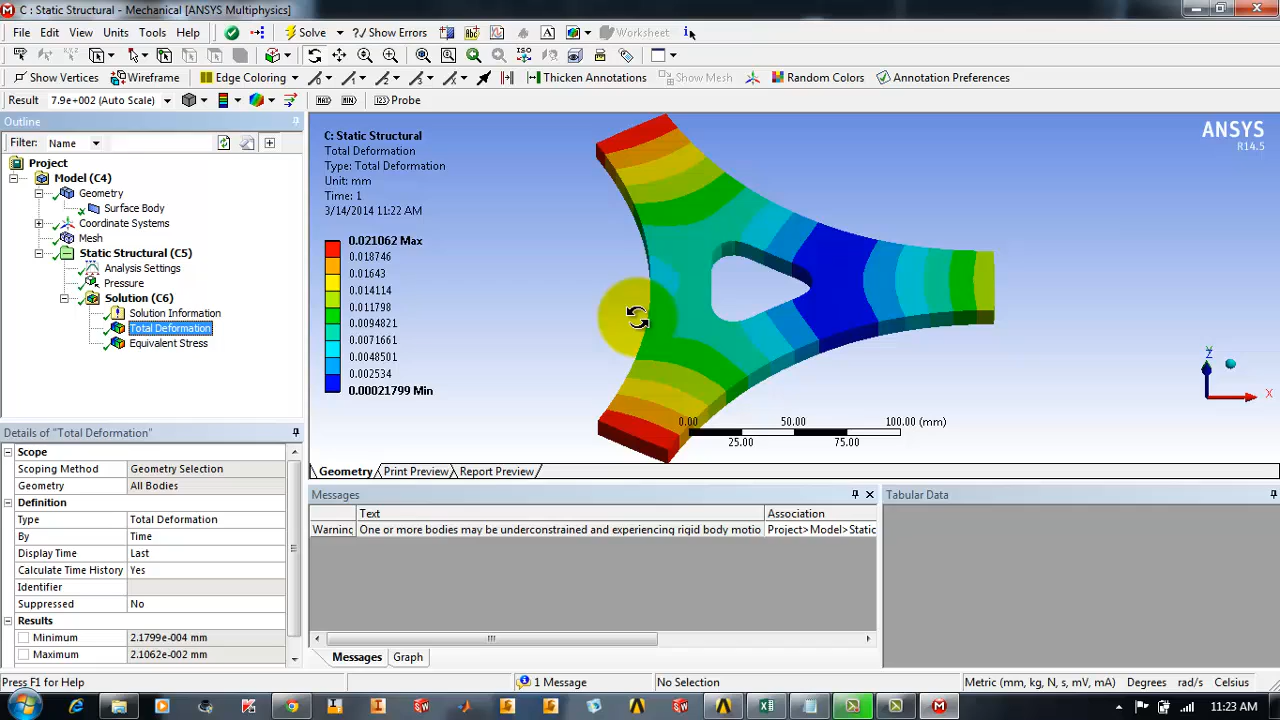 C : Static Structural - Mechanical [ANSYS Multiphysics]
File Edit View Units Tools Help Solve ?/ Show Errors Worksheet
Show Vertices Wireframe Edge Coloring Thicken Annotations Show Mesh Random Colors Annotation Preferences
Result 7.9e+002 (Auto Scale) MAX MIN Probe
Outline
Filter: Name
Project
Model (C4)
Geometry
Surface Body
Coordinate Systems
Mesh
Static Structural (C5)
Analysis Settings
Pressure
Solution (C6)
Solution Information
Total Deformation
Equivalent Stress
Details of "Total Deformation"
Scope
Scoping Method Geometry Selection
Geometry All Bodies
Definition
Type Total Deformation
By Time
Display Time Last
Calculate Time History Yes
Identifier
Suppressed No
Results
Minimum 2.1799e-004 mm
Maximum 2.1062e-002 mm
C: Static Structural
Total Deformation
Type: Total Deformation
Unit: mm
Time: 1
3/14/2014 11:22 AM
0.021062 Max
0.018746
0.01643
0.014114
0.011798
0.0094821
0.0071661
0.0048501
0.002534
0.00021799 Min
ANSYS
R14.5
Z
X
0.00 50.00 100.00 (mm)
25.00 75.00
Geometry Print Preview Report Preview
Messages
Text Association
Warning One or more bodies may be underconstrained and experiencing rigid body motio Project>Model>Static
Messages Graph
Tabular Data
Press F1 for Help 1 Message No Selection Metric (mm, kg, N, s, mV, mA) Degrees rad/s Celsius
11:23 AM